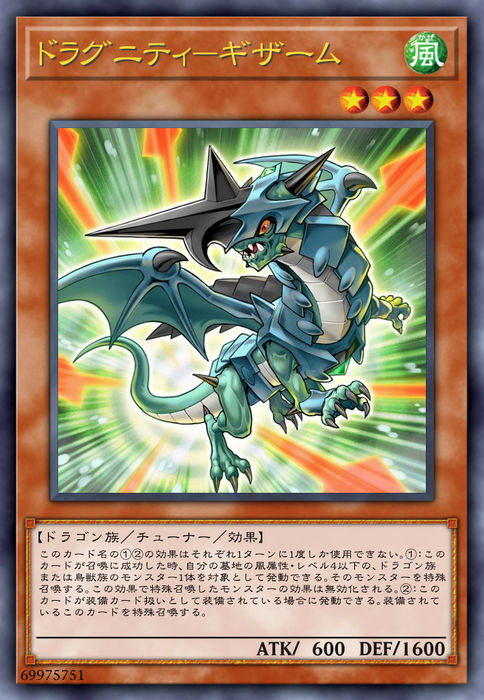 ドラグニティ－ギザーム
かぜ
風
【ドラゴン族／チューナー／効果】
このカード名の①②の効果はそれぞれ1ターンに1度しか使用できない。①：この
カードが召喚に成功した時、自分の墓地の風属性・レベル4以下の、ドラゴン族
または鳥獣族のモンスター1体を対象として発動できる。そのモンスターを特殊
召喚する。この効果で特殊召喚したモンスターの効果は無効化される。②：この
カードが装備カード扱いとして装備されている場合に発動できる。装備されて
いるこのカードを特殊召喚する。
ATK/ 600 DEF/1600
69975751